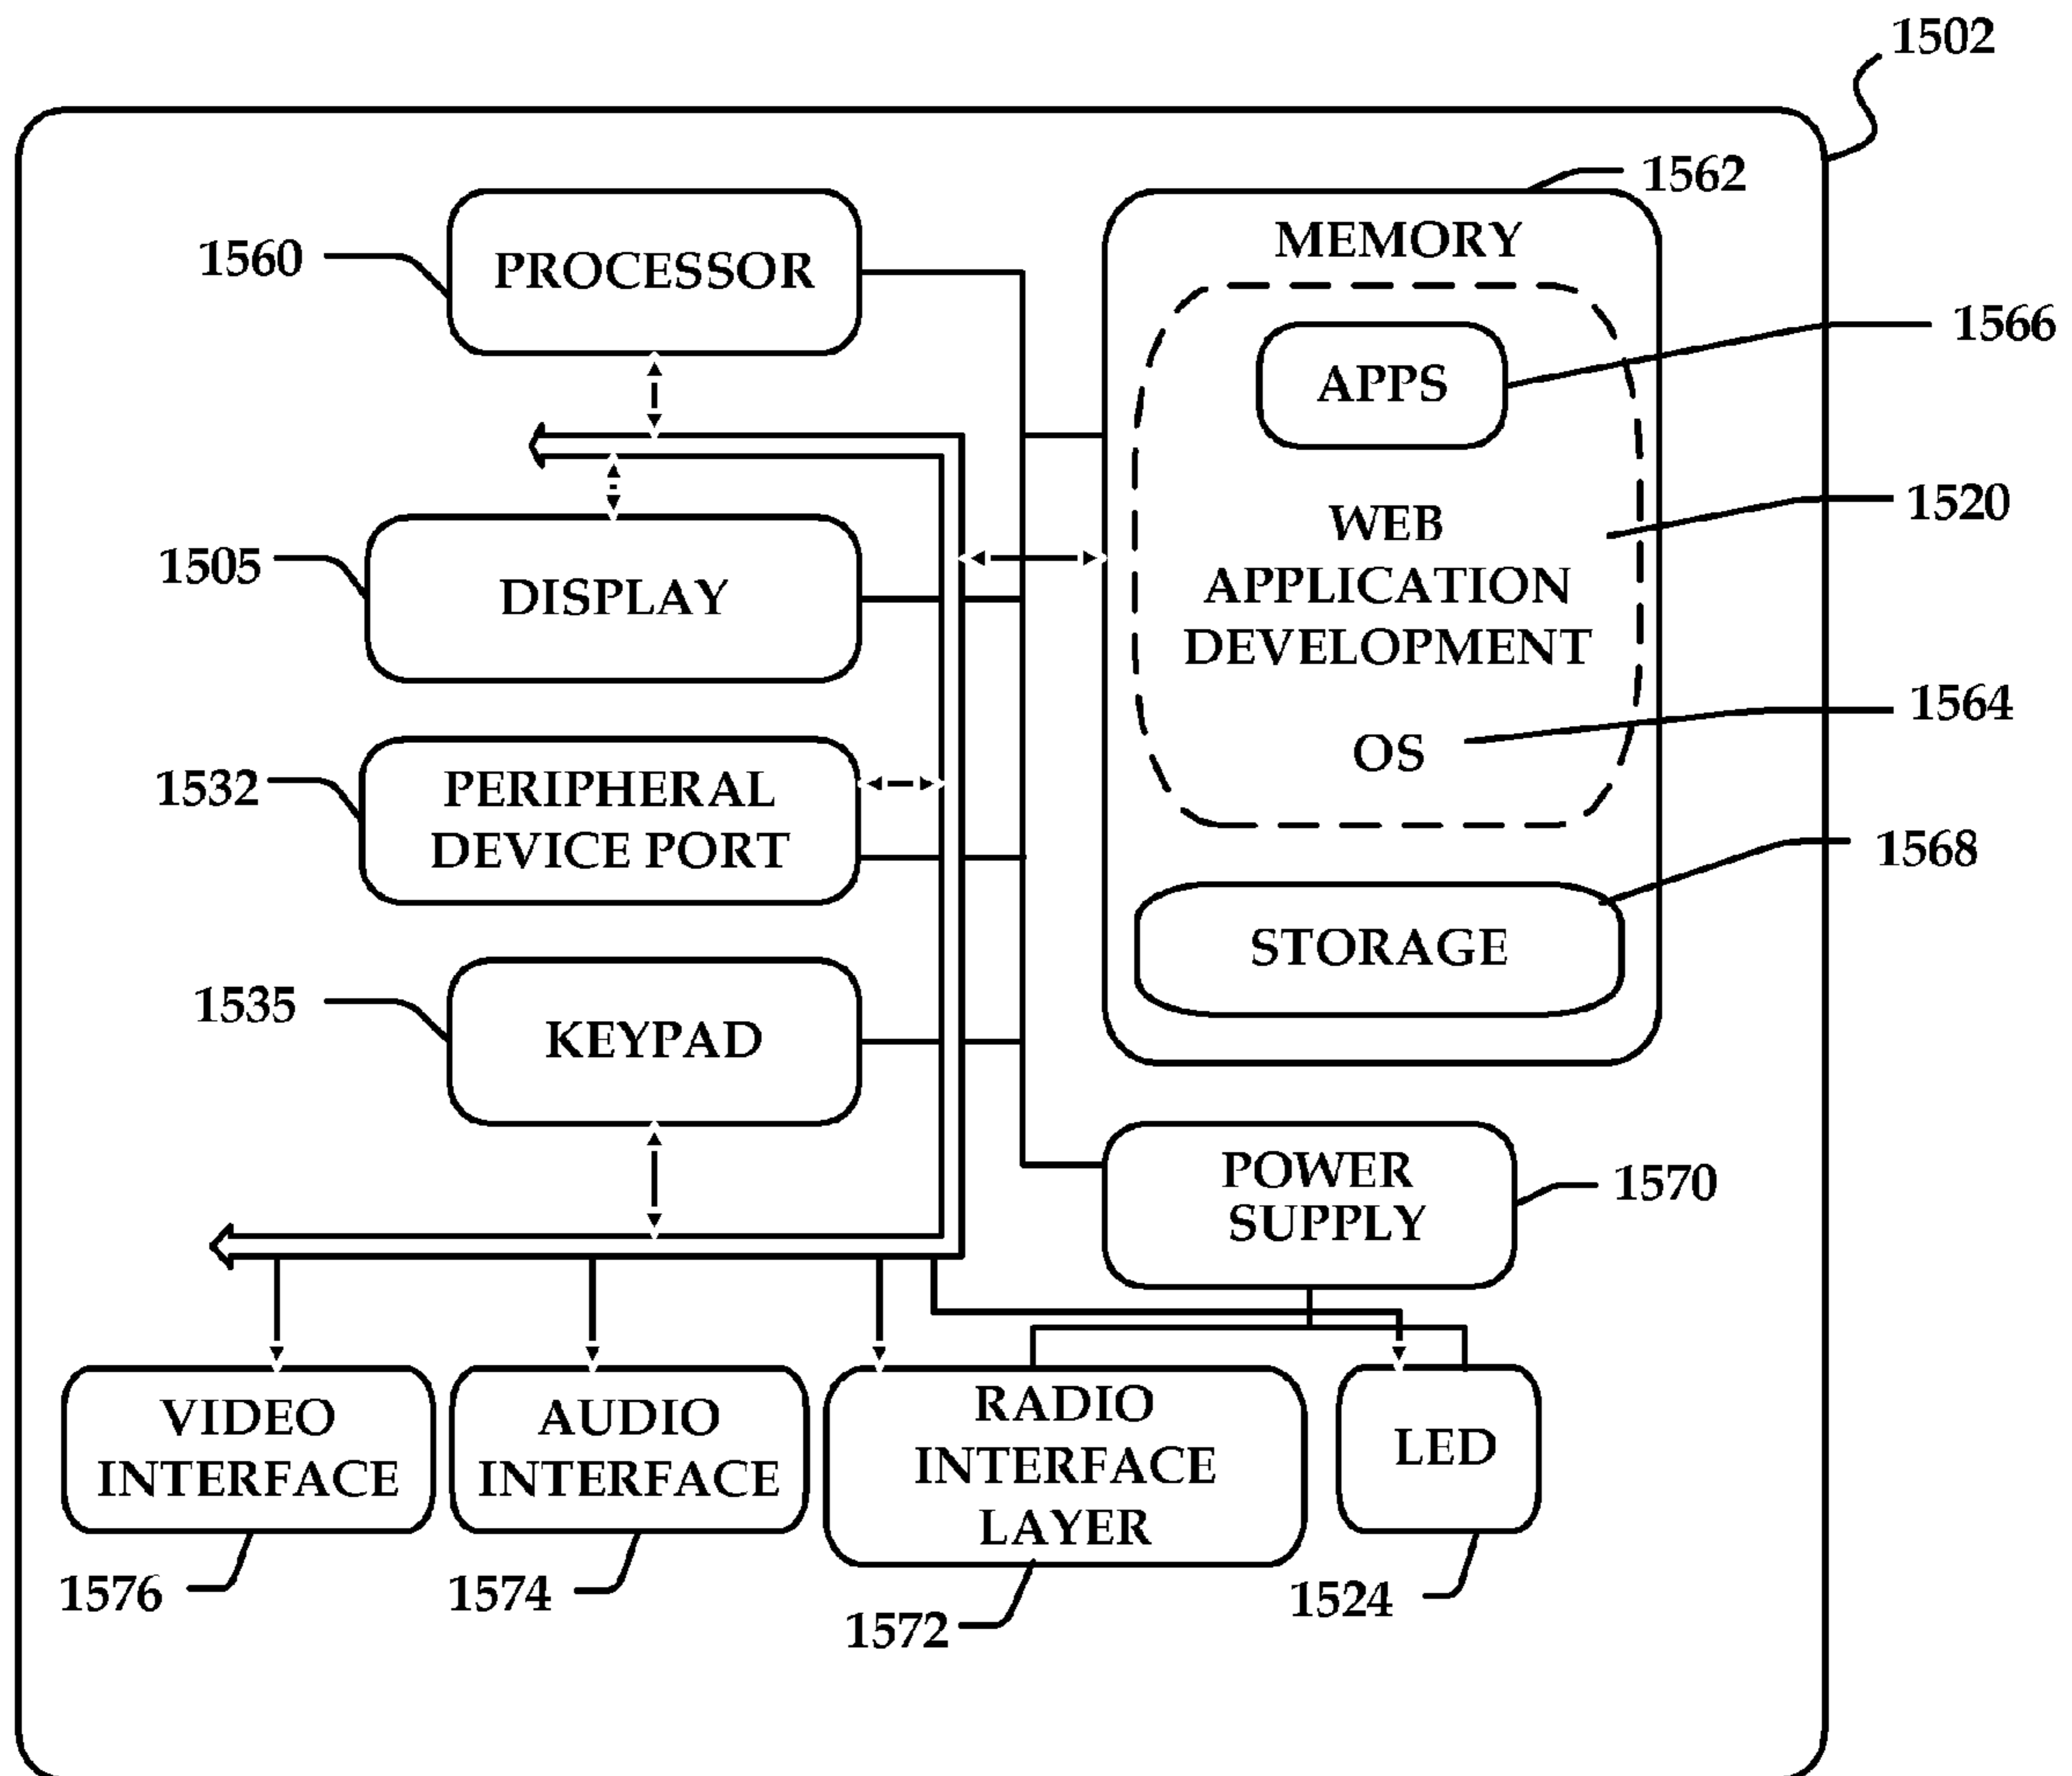 1502
1562
MEMORY
1560
PROCESSOR
1566
APPS
1520
WEB
APPLICATION
DEVELOPMENT
1505
DISPLAY
1564
OS
1532
PERIPHERAL
DEVICE PORT
1568
STORAGE
1535
KEYPAD
POWER
SUPPLY
1570
VIDEO
INTERFACE
AUDIO
INTERFACE
RADIO
INTERFACE
LAYER
LED
1576
1574
1572
1524